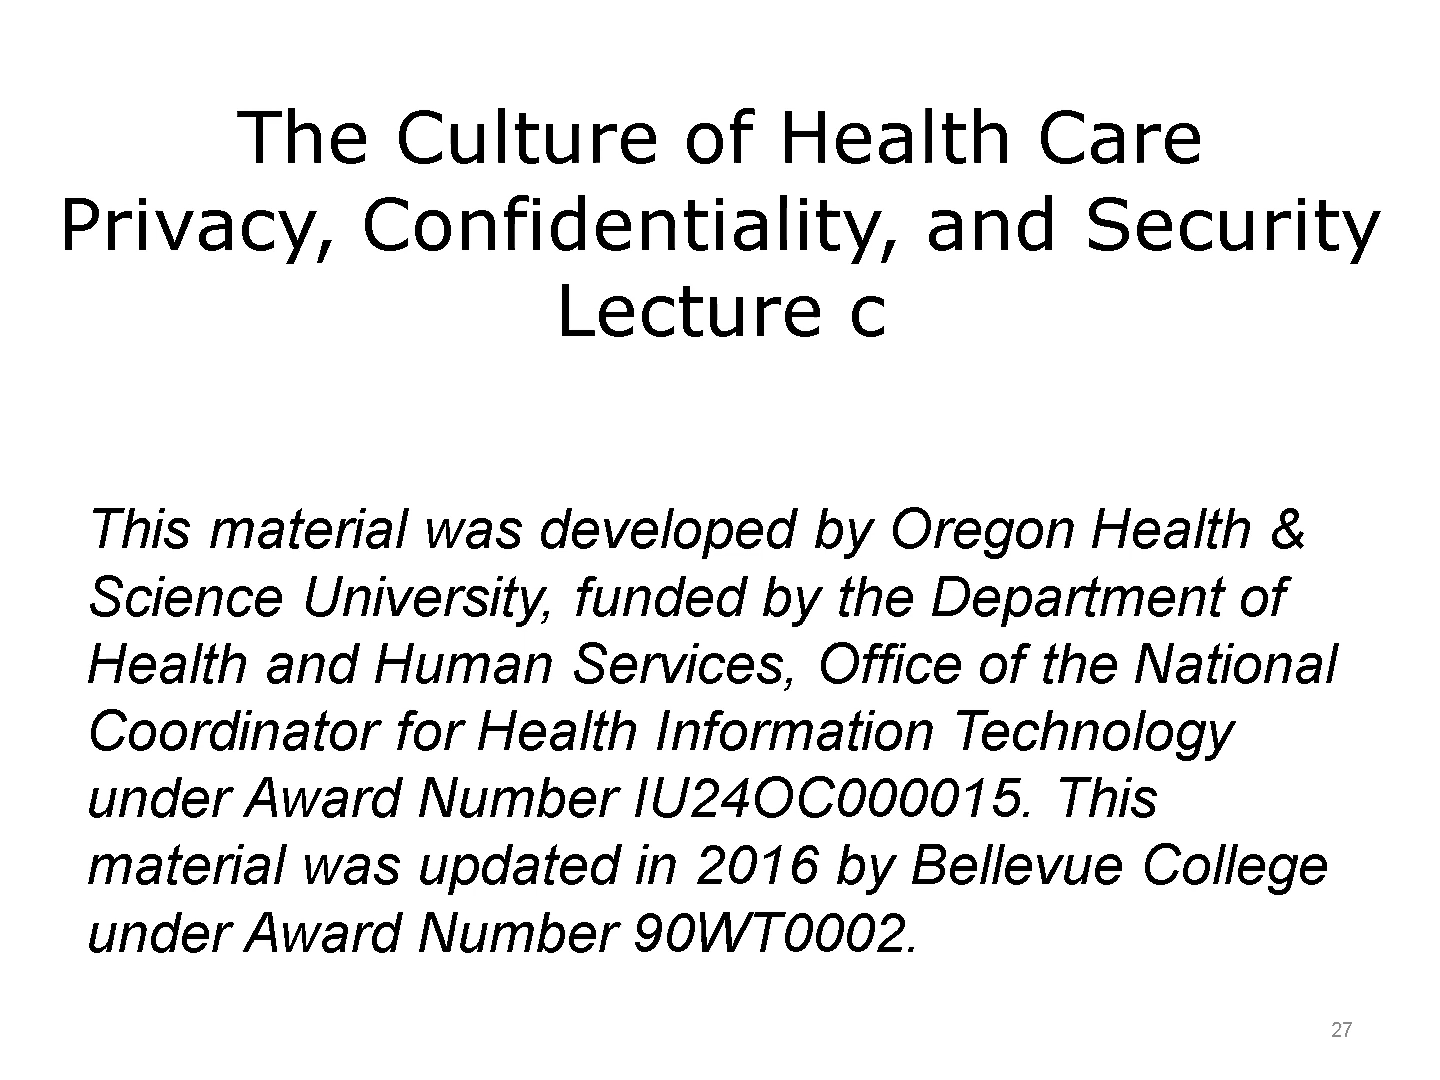 The Culture of Health Care
Privacy, Confidentiality, and Security
Lecture c
This material was developed by Oregon Health &
Science University, funded by the Department of
Health and Human Services, Office of the National
Coordinator for Health Information Technology
under Award Number IU24OC000015. This
material was updated in 2016 by Bellevue College
under Award Number 90WT0002.
27